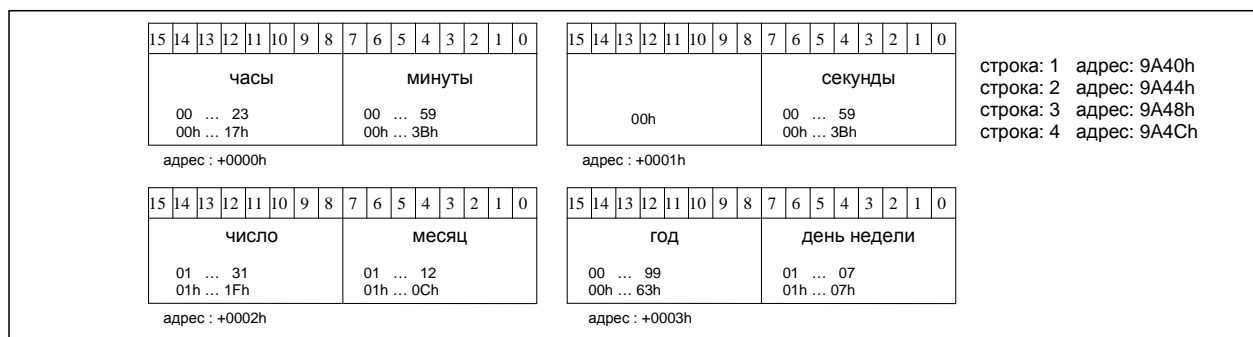 15 14 13 12 11 10 9 8 7 6 5 4 3 2 1 0
часы минуты
00 … 23 00 … 59
00h … 17h 00h … 3Bh
адрес : +0000h
15 14 13 12 11 10 9 8 7 6 5 4 3 2 1 0
секунды
00h 00 … 59
00h … 3Bh
адрес : +0001h
строка: 1 адрес: 9A40h
строка: 2 адрес: 9A44h
строка: 3 адрес: 9A48h
строка: 4 адрес: 9A4Ch
15 14 13 12 11 10 9 8 7 6 5 4 3 2 1 0
число месяц
01 … 31 01 … 12
01h … 1Fh 01h … 0Ch
адрес : +0002h
15 14 13 12 11 10 9 8 7 6 5 4 3 2 1 0
год день недели
00 … 99 01 … 07
00h … 63h 01h … 07h
адрес : +0003h